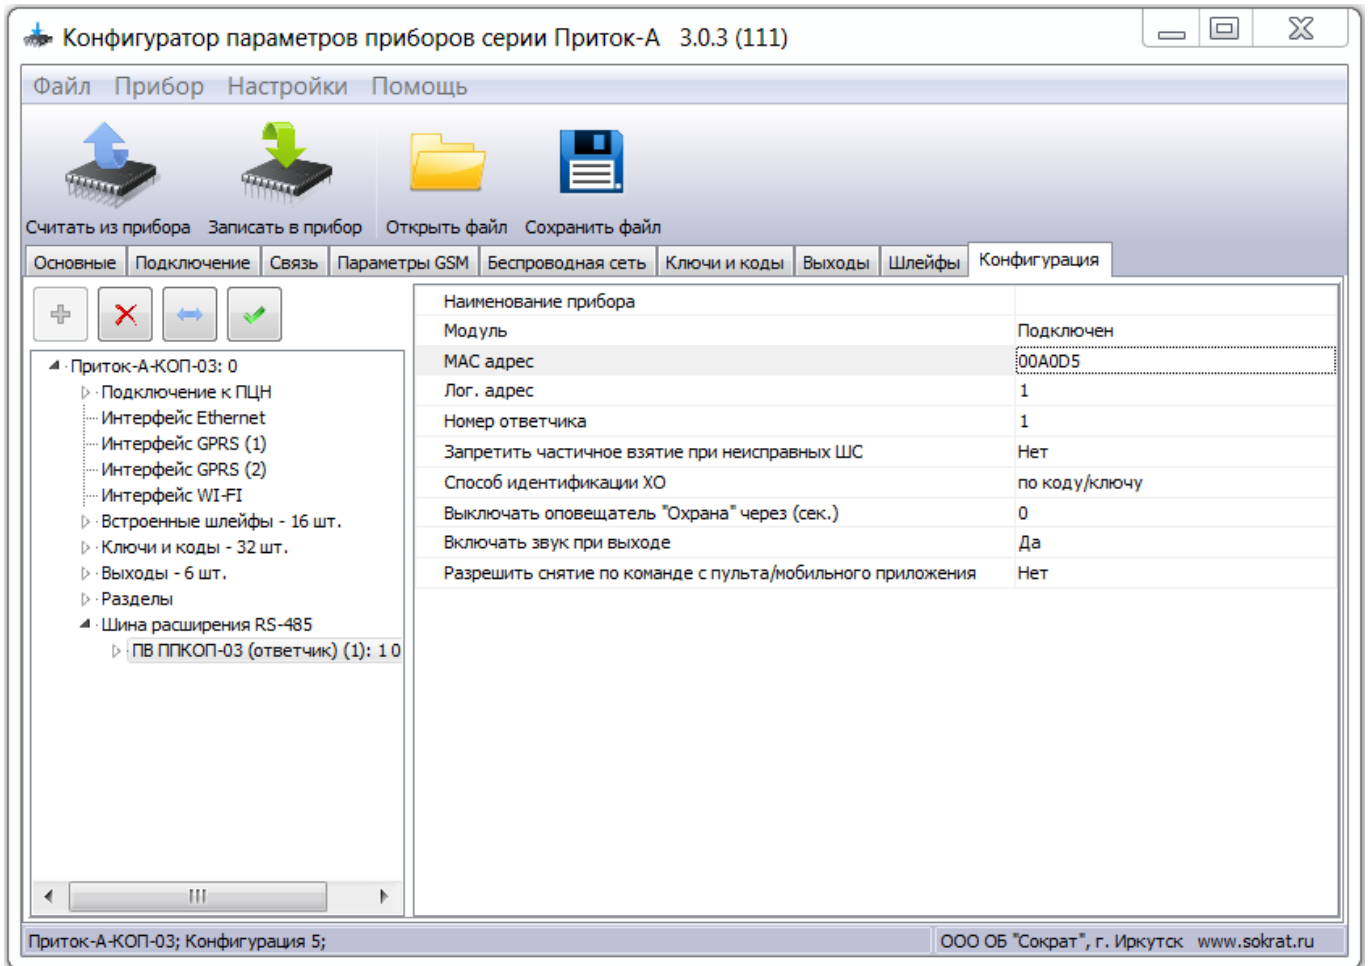 Конфигуратор параметров приборов серии Приток-А 3.0.3 (111)
Файл Прибор Настройки Помощь
Считать из прибора Записать в прибор Открыть файл Сохранить файл
Основные Подключение Связь Параметры GSM Беспроводная сеть Ключи и коды Выходы Шлейфы Конфигурация
Приток-А-КОП-03: 0
Подключение к ПЦН
Интерфейс Ethernet
Интерфейс GPRS (1)
Интерфейс GPRS (2)
Интерфейс WI-FI
Встроенные шлейфы - 16 шт.
Ключи и коды - 32 шт.
Выходы - 6 шт.
Разделы
Шина расширения RS-485
ПВ ППКОП-03 (ответчик) (1): 1 0
Наименование прибора
Модуль Подключен
MAC адрес 00A0D5
Лог. адрес 1
Номер ответчика 1
Запретить частичное взятие при неисправных ШС Нет
Способ идентификации ХО по коду/ключу
Выключать оповещатель "Охрана" через (сек.) 0
Включать звук при выходе Да
Разрешить снятие по команде с пульта/мобильного приложения Нет
Приток-А-КОП-03; Конфигурация 5; ООО ОБ "Сократ", г. Иркутск www.sokrat.ru